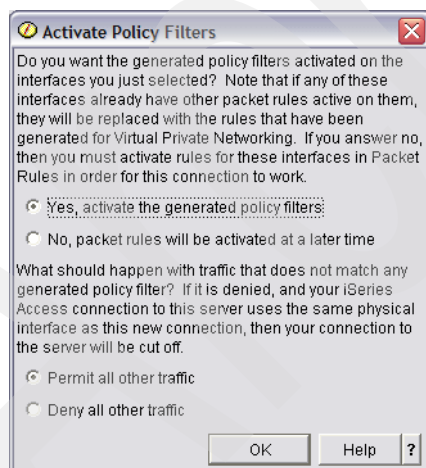 Activate Policy Filters
Do you want the generated policy filters activated on the
interfaces you just selected? Note that if any of these
interfaces already have other packet rules active on them,
they will be replaced with the rules that have been
generated for Virtual Private Networking. If you answer no,
then you must activate rules for these interfaces in Packet
Rules in order for this connection to work.
Yes, activate the generated policy filters
No, packet rules will be activated at a later time
What should happen with traffic that does not match any
generated policy filter? If it is denied, and your iSeries
Access connection to this server uses the same physical
interface as this new connection, then your connection to
the server will be cut off.
Permit all other traffic
Deny all other traffic
OK Help ?